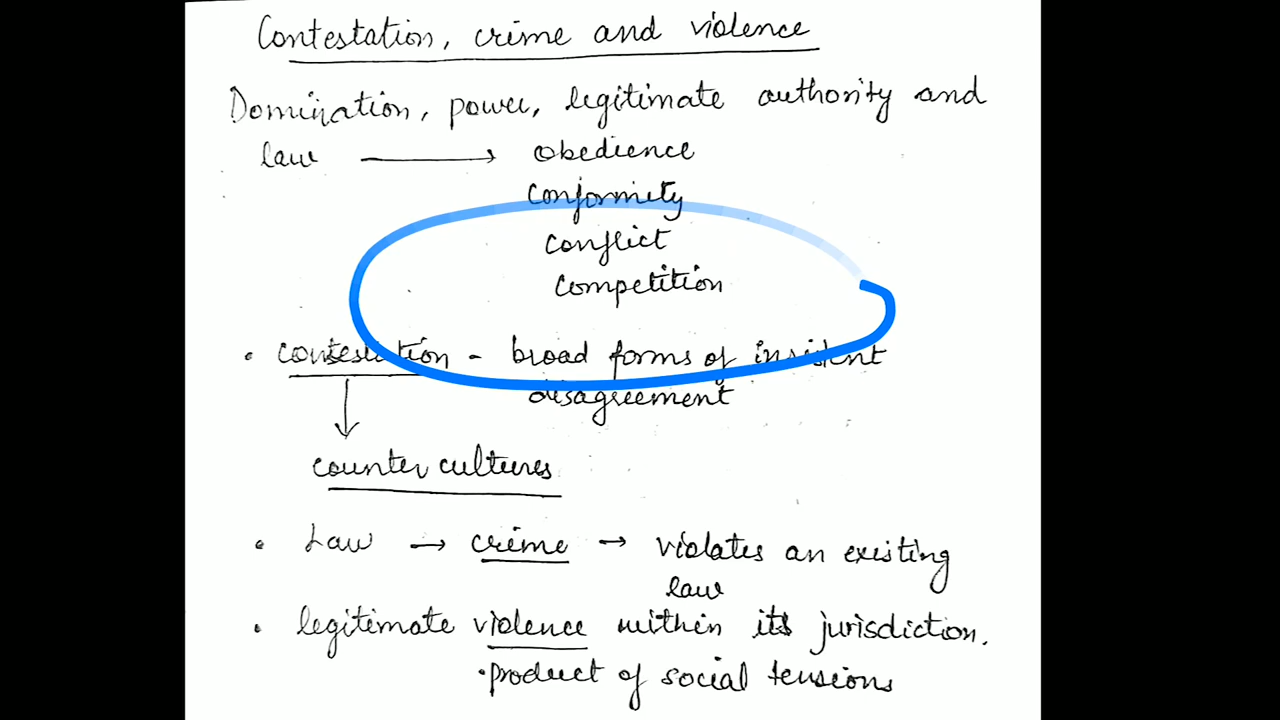 Contestation, crime and violence
Domination, power, legitimate authority and
law → obedience
conformity
conflict
competition
• contestation - broad forms of insistent
disagreement
↓
counter cultures
• Law → crime → violates an existing
law
• legitimate violence within its jurisdiction.
• product of social tensions